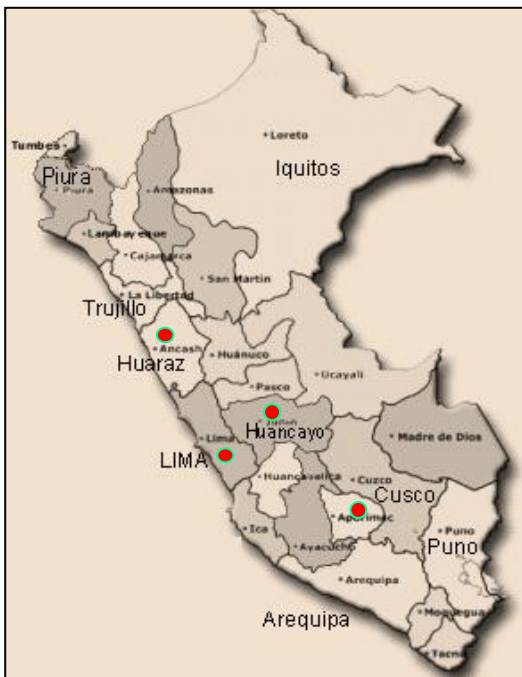 Loreto
Tumbes
Iquitos
Piura
Piura
Amazonas
Lambayeque
Cajamarca
San Martin
La Libertad
Trujillo
Ancash
Huánuco
Huaraz
Ucayali
Pasco
Huancayo
Lima
Madre de Dios
LIMA
Huancavelica
Cuzco
Cusco
Apurimac
Ica
Puno
Ayacucho
Puno
Arequipa
Moquegua
Arequipa
Tacna